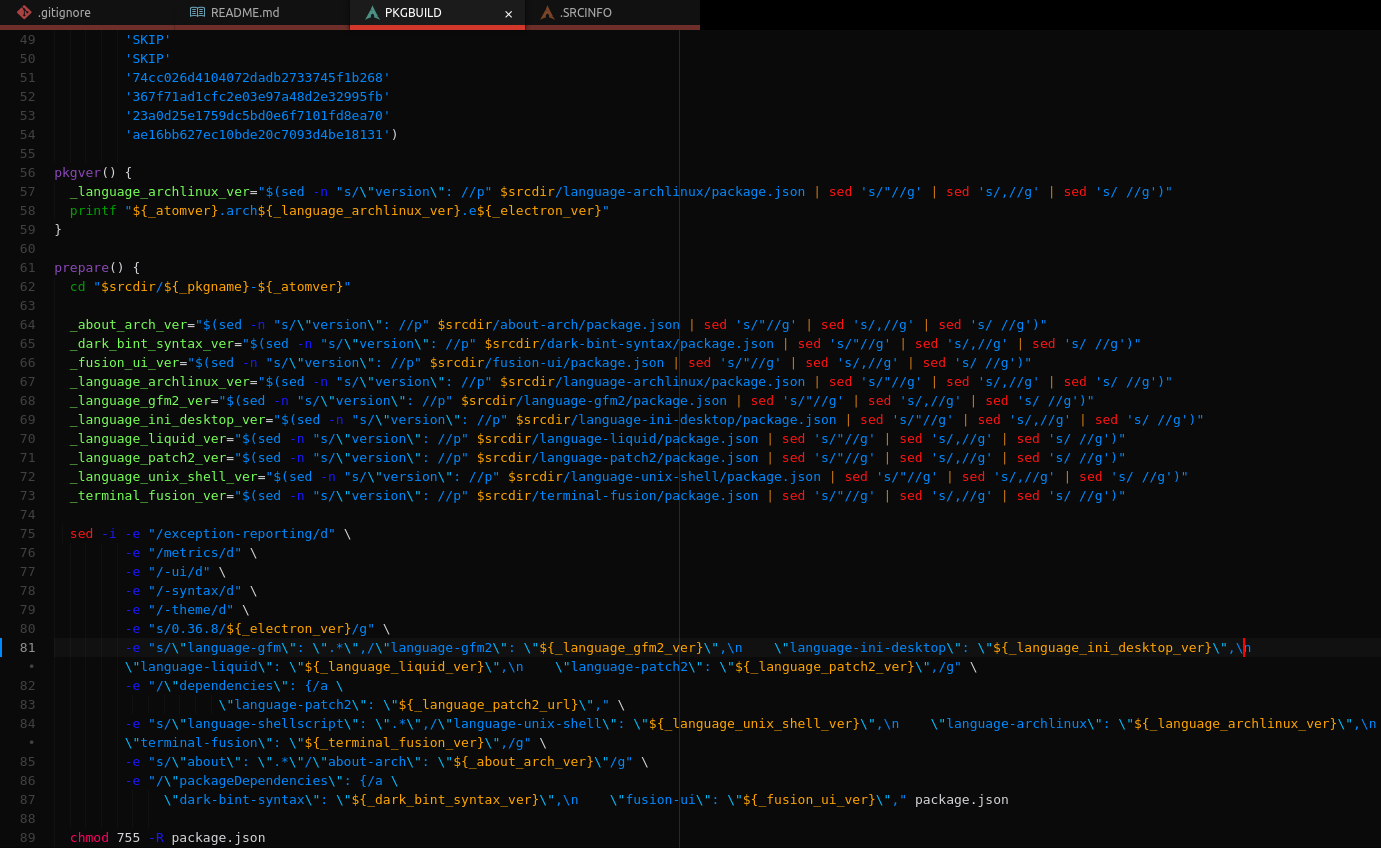 .gitignore
README.md
PKGBUILD ×
.SRCINFO
49 'SKIP'
50 'SKIP'
51 '74cc026d4104072dadb2733745f1b268'
52 '367f71ad1cfc2e03e97a48d2e32995fb'
53 '23a0d25e1759dc5bd0e6f7101fd8ea70'
54 'ae16bb627ec10bde20c7093d4be18131')
55
56 pkgver() {
57 _language_archlinux_ver="$(sed -n "s/\"version\": //p" $srcdir/language-archlinux/package.json | sed 's/"//g' | sed 's/,//g' | sed 's/ //g')"
58 printf "${_atomver}.arch${_language_archlinux_ver}.e${_electron_ver}"
59 }
60
61 prepare() {
62 cd "$srcdir/${_pkgname}-${_atomver}"
63
64 _about_arch_ver="$(sed -n "s/\"version\": //p" $srcdir/about-arch/package.json | sed 's/"//g' | sed 's/,//g' | sed 's/ //g')"
65 _dark_bint_syntax_ver="$(sed -n "s/\"version\": //p" $srcdir/dark-bint-syntax/package.json | sed 's/"//g' | sed 's/,//g' | sed 's/ //g')"
66 _fusion_ui_ver="$(sed -n "s/\"version\": //p" $srcdir/fusion-ui/package.json | sed 's/"//g' | sed 's/,//g' | sed 's/ //g')"
67 _language_archlinux_ver="$(sed -n "s/\"version\": //p" $srcdir/language-archlinux/package.json | sed 's/"//g' | sed 's/,//g' | sed 's/ //g')"
68 _language_gfm2_ver="$(sed -n "s/\"version\": //p" $srcdir/language-gfm2/package.json | sed 's/"//g' | sed 's/,//g' | sed 's/ //g')"
69 _language_ini_desktop_ver="$(sed -n "s/\"version\": //p" $srcdir/language-ini-desktop/package.json | sed 's/"//g' | sed 's/,//g' | sed 's/ //g')"
70 _language_liquid_ver="$(sed -n "s/\"version\": //p" $srcdir/language-liquid/package.json | sed 's/"//g' | sed 's/,//g' | sed 's/ //g')"
71 _language_patch2_ver="$(sed -n "s/\"version\": //p" $srcdir/language-patch2/package.json | sed 's/"//g' | sed 's/,//g' | sed 's/ //g')"
72 _language_unix_shell_ver="$(sed -n "s/\"version\": //p" $srcdir/language-unix-shell/package.json | sed 's/"//g' | sed 's/,//g' | sed 's/ //g')"
73 _terminal_fusion_ver="$(sed -n "s/\"version\": //p" $srcdir/terminal-fusion/package.json | sed 's/"//g' | sed 's/,//g' | sed 's/ //g')"
74
75 sed -i -e "/exception-reporting/d" \
76 -e "/metrics/d" \
77 -e "/-ui/d" \
78 -e "/-syntax/d" \
79 -e "/-theme/d" \
80 -e "s/0.36.8/${_electron_ver}/g" \
81 -e "s/\"language-gfm\": \".*\",/\"language-gfm2\": \"${_language_gfm2_ver}\",\n    \"language-ini-desktop\": \"${_language_ini_desktop_ver}\",\n
• \"language-liquid\": \"${_language_liquid_ver}\",\n    \"language-patch2\": \"${_language_patch2_ver}\",/g" \
82 -e "/\"dependencies\": {/a \
83 \"language-patch2\": \"${_language_patch2_url}\"," \
84 -e "s/\"language-shellscript\": \".*\",/\"language-unix-shell\": \"${_language_unix_shell_ver}\",\n    \"language-archlinux\": \"${_language_archlinux_ver}\",\n
• \"terminal-fusion\": \"${_terminal_fusion_ver}\",/g" \
85 -e "s/\"about\": \".*\"/\"about-arch\": \"${_about_arch_ver}\"/g" \
86 -e "/\"packageDependencies\": {/a \
87 \"dark-bint-syntax\": \"${_dark_bint_syntax_ver}\",\n    \"fusion-ui\": \"${_fusion_ui_ver}\"," package.json
88
89 chmod 755 -R package.json